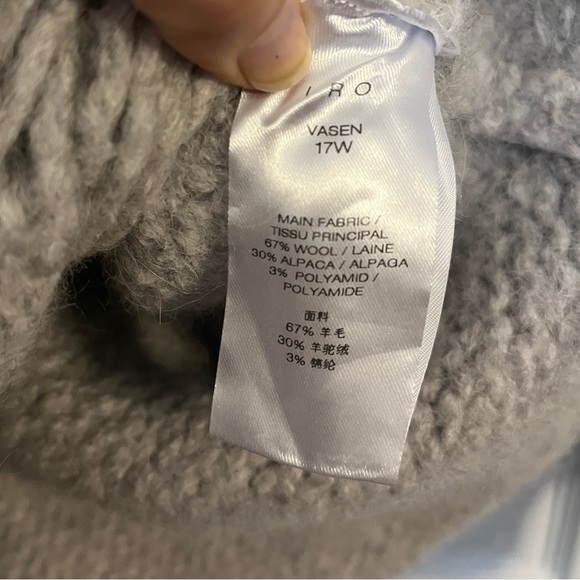 IRO
VASEN
17W
MAIN FABRIC /
TISSU PRINCIPAL
67% WOOL / LAINE
30% ALPACA / ALPAGA
3% POLYAMID /
POLYAMIDE
面料
67% 羊毛
30% 羊驼绒
3% 锦纶